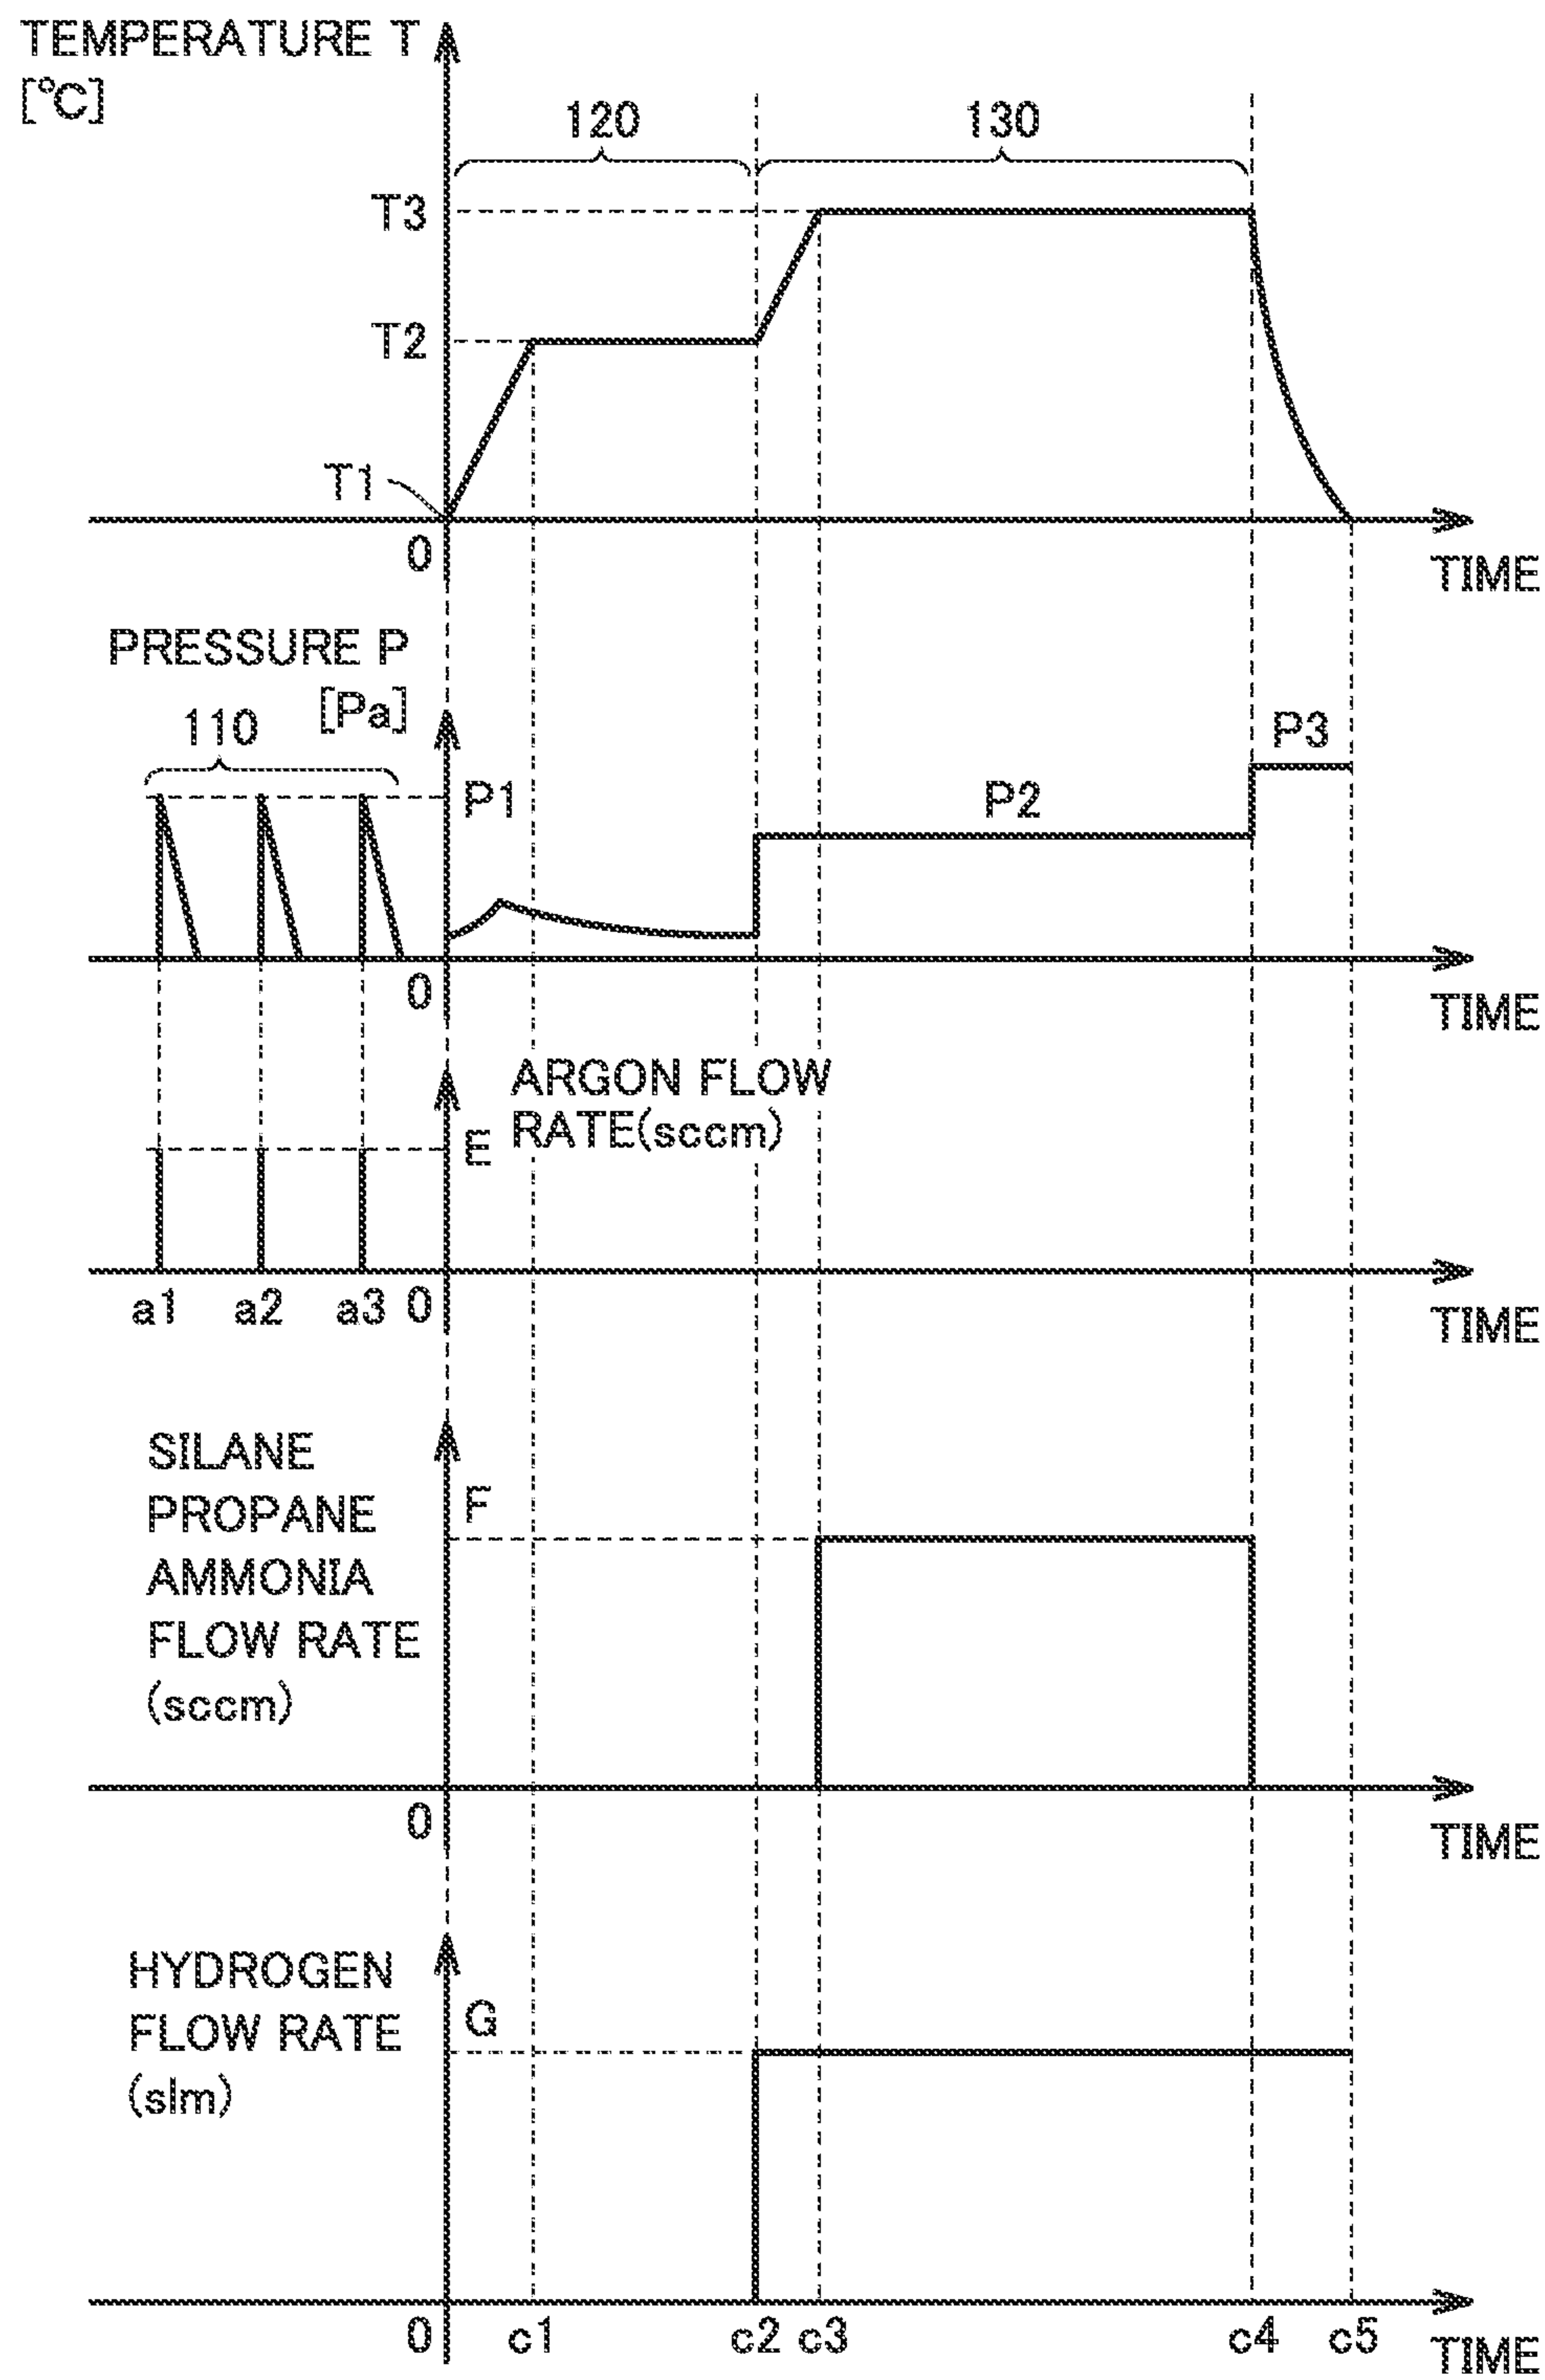 TEMPERATURE T
[℃]
120
130
T3
T2
T1
0
TIME
PRESSURE P
[Pa]
110
P1
P2
P3
0
TIME
ARGON FLOW
RATE(sccm)
E
a1 a2 a3 0
TIME
SILANE
PROPANE
AMMONIA
FLOW RATE
(sccm)
F
0
TIME
HYDROGEN
FLOW RATE
(slm)
G
0 c1 c2 c3 c4 c5
TIME